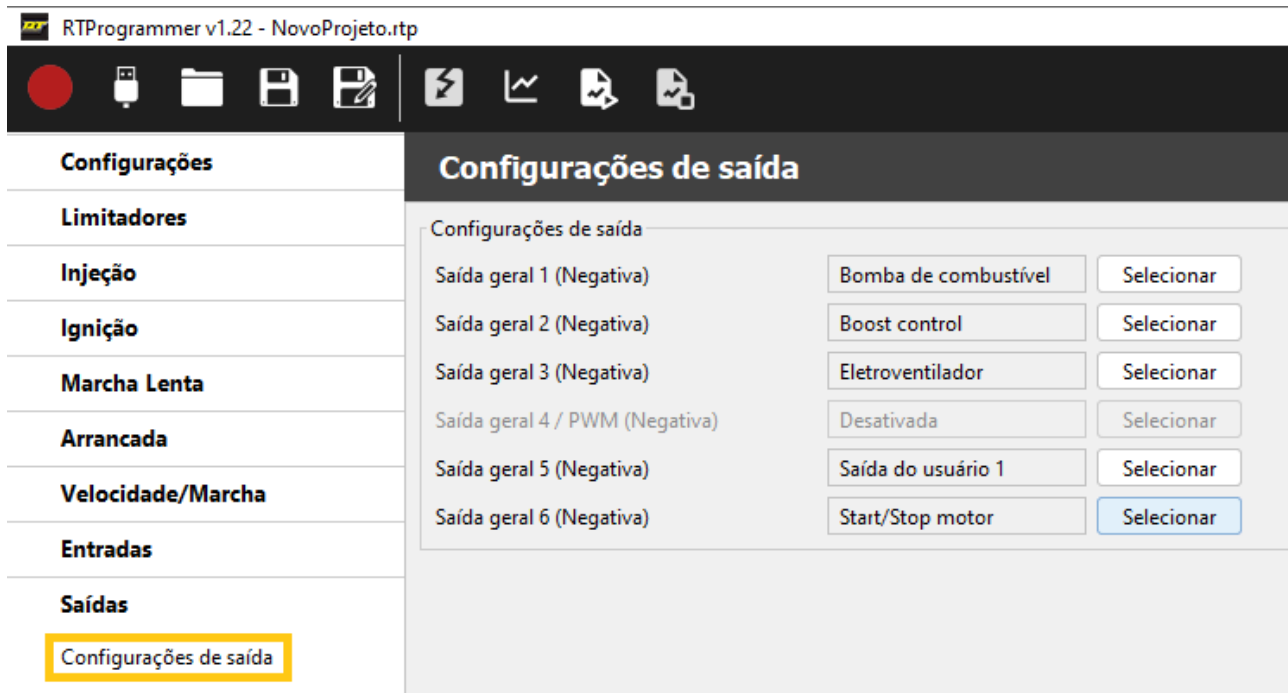 RTProgrammer v1.22 - NovoProjeto.rtp
Configurações
Limitadores
Injeção
Ignição
Marcha Lenta
Arrancada
Velocidade/Marcha
Entradas
Saídas
Configurações de saída
Configurações de saída
Configurações de saída
Saída geral 1 (Negativa) Bomba de combustível Selecionar
Saída geral 2 (Negativa) Boost control Selecionar
Saída geral 3 (Negativa) Eletroventilador Selecionar
Saída geral 4 / PWM (Negativa) Desativada Selecionar
Saída geral 5 (Negativa) Saída do usuário 1 Selecionar
Saída geral 6 (Negativa) Start/Stop motor Selecionar